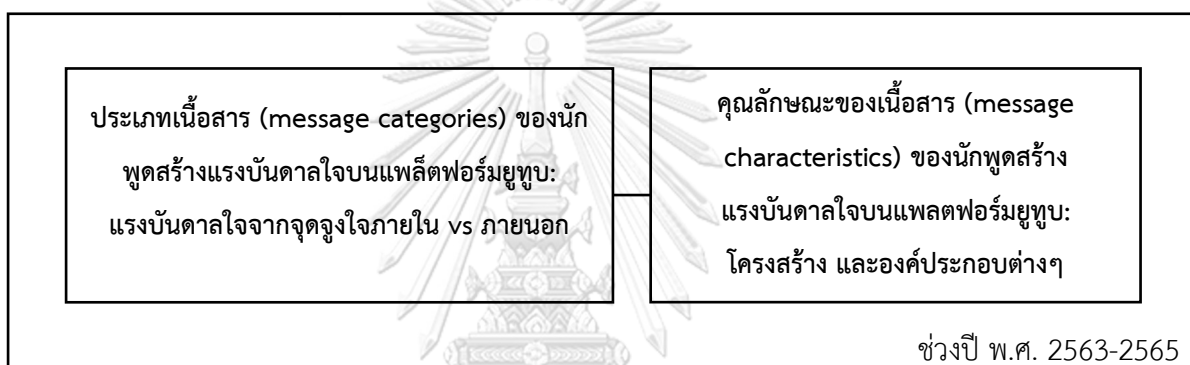 ประเภทเนื้อสาร (message categories) ของนัก
พูดสร้างแรงบันดาลใจบนแพล็ตฟอร์มยูทูบ:
แรงบันดาลใจจากจุดจูงใจภายใน vs ภายนอก
คุณลักษณะของเนื้อสาร (message
characteristics) ของนักพูดสร้าง
แรงบันดาลใจบนแพลตฟอร์มยูทูบ:
โครงสร้าง และองค์ประกอบต่างๆ
ช่วงปี พ.ศ. 2563-2565